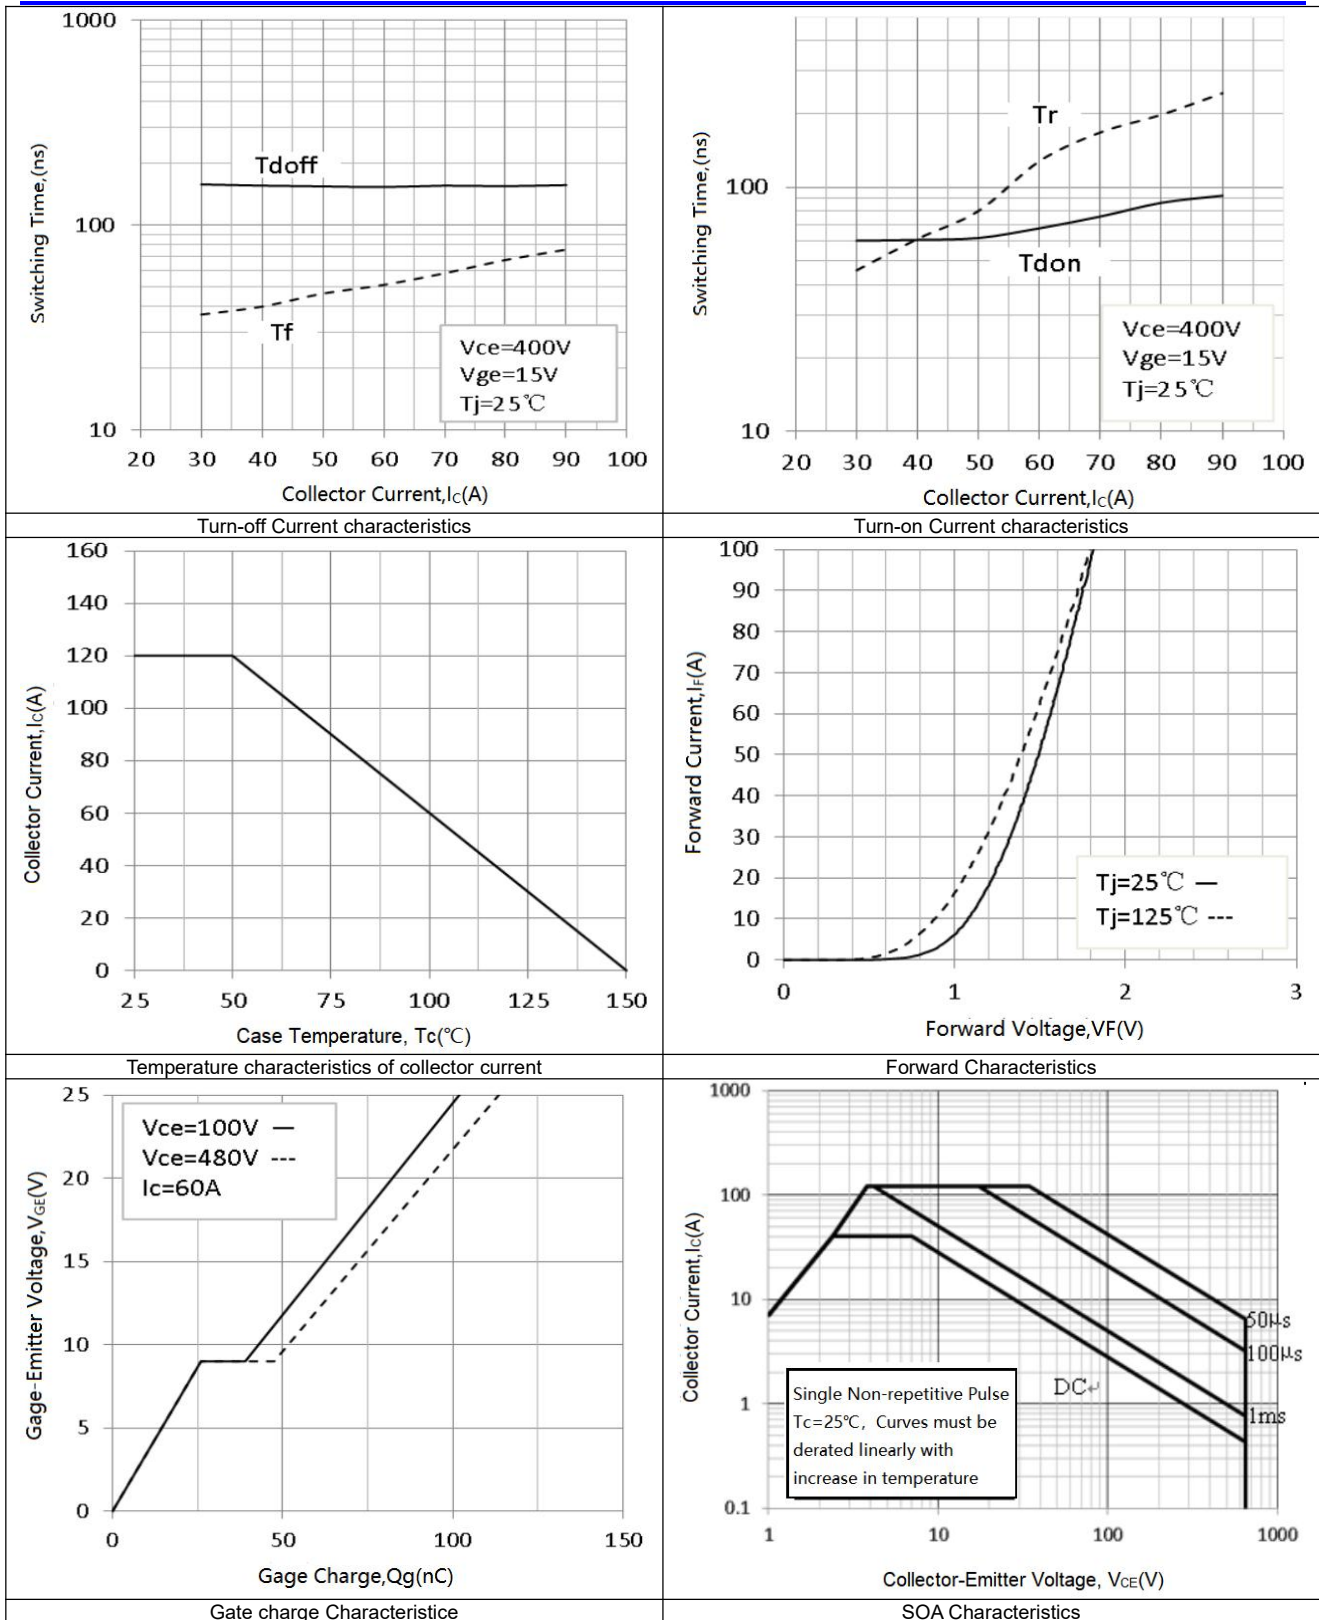 1000
100
10
Switching Time,(ns)
Tdoff
Tf
Vce=400V
Vge=15V
Tj=25℃
20 30 40 50 60 70 80 90 100
Collector Current,Ic(A)
Turn-off Current characteristics
100
10
Switching Time,(ns)
Tr
Tdon
Vce=400V
Vge=15V
Tj=25℃
20 30 40 50 60 70 80 90 100
Collector Current,Ic(A)
Turn-on Current characteristics
160
140
120
100
80
60
40
20
0
Collector Current,Ic(A)
25 50 75 100 125 150
Case Temperature, Tc(℃)
Temperature characteristics of collector current
100
90
80
70
60
50
40
30
20
10
0
Forward Current,IF(A)
Tj=25℃ —
Tj=125℃ ---
0 1 2 3
Forward Voltage,VF(V)
Forward Characteristics
25
20
15
10
5
0
Gage-Emitter Voltage,VGE(V)
Vce=100V —
Vce=480V ---
Ic=60A
0 50 100 150
Gage Charge,Qg(nC)
Gate charge Characteristice
1000
100
10
1
0.1
Collector Current,Ic(A)
50μs
100μs
1ms
DC↵
Single Non-repetitive Pulse
Tc=25℃, Curves must be
derated linearly with
increase in temperature
1 10 100 1000
Collector-Emitter Voltage, VCE(V)
SOA Characteristics